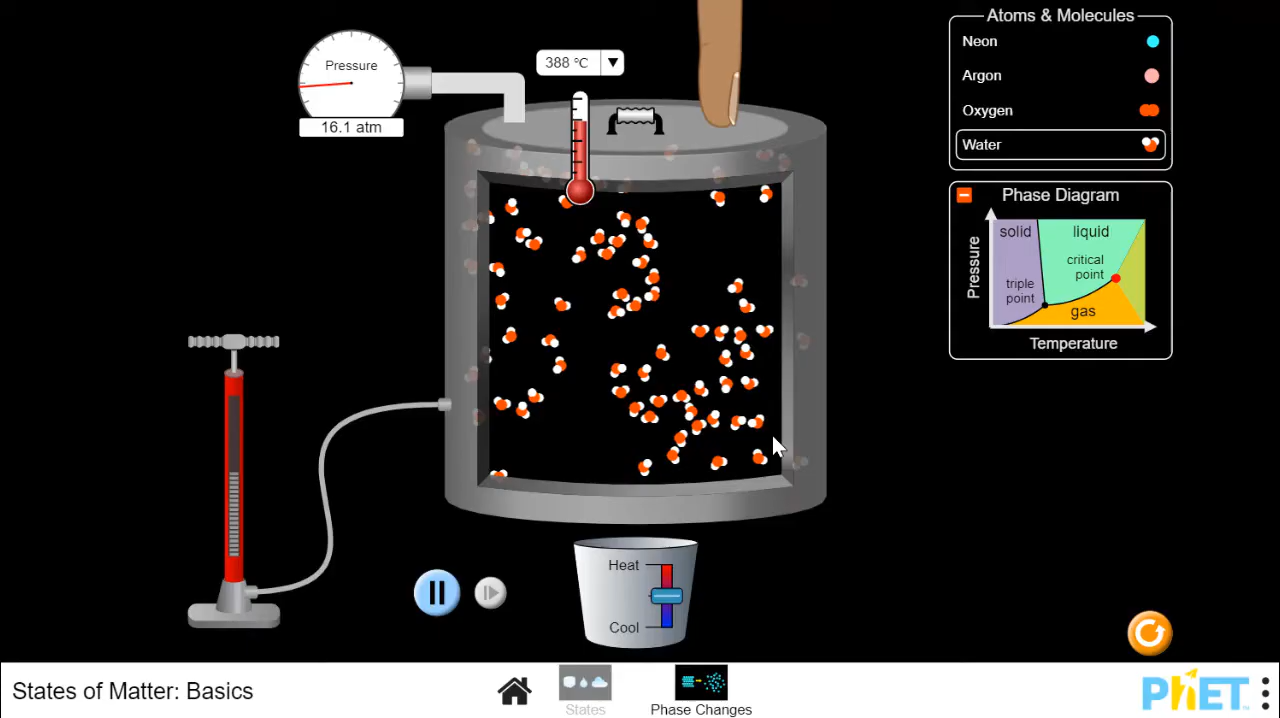 Pressure
16.1 atm
388 °C
Atoms & Molecules
Neon
Argon
Oxygen
Water
Phase Diagram
solid
liquid
critical
point
triple
point
gas
Pressure
Temperature
Heat
Cool
States of Matter: Basics
States
Phase Changes
PhET